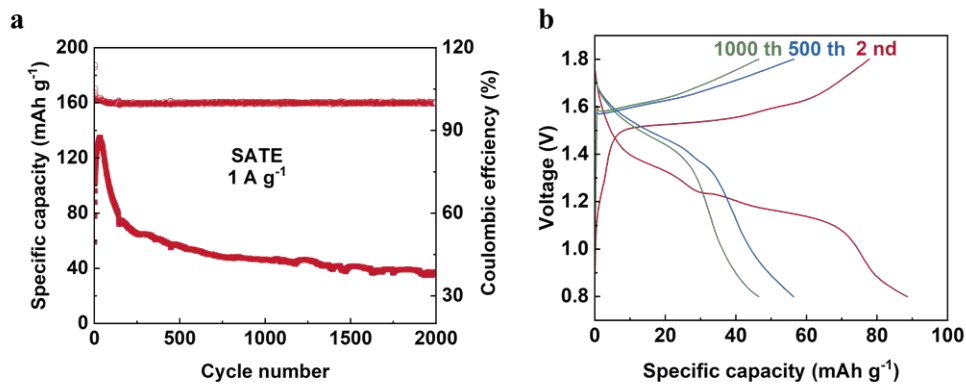 a
200
160
120
80
40
0
Specific capacity (mAh g⁻¹)
SATE
1 A g⁻¹
120
90
60
30
Coulombic effciency (%)
0 500 1000 1500 2000
Cycle number
b
1000 th 500 th 2 nd
1.8
1.6
1.4
1.2
1.0
0.8
Voltage (V)
0 20 40 60 80 100
Specific capacity (mAh g⁻¹)